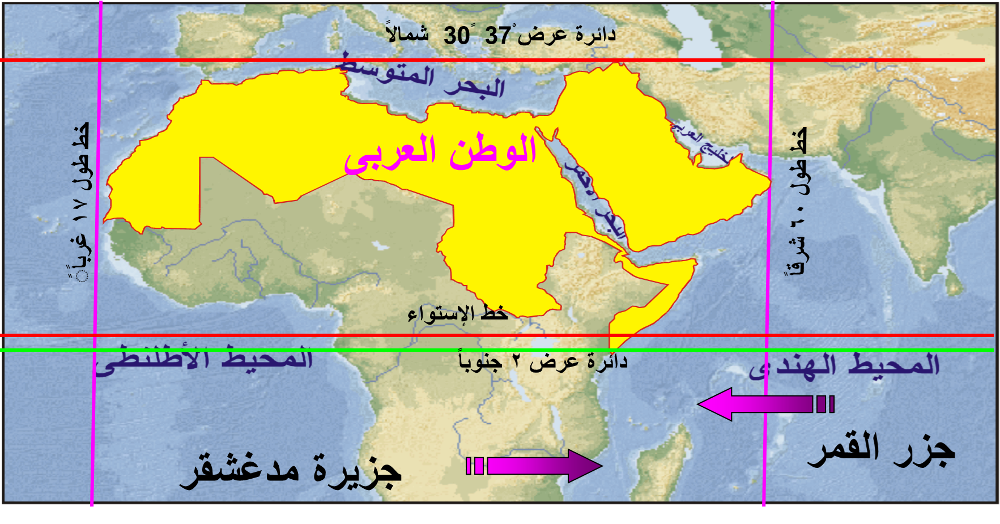 دائرة عرض 37ْ 30ً شمالاً
البحر المتوسط
الوطن العربى
خط طول ١٧ غرباً
خط طول ٦٠ شرقاً
الخليج العربي
البحر الأحمر
خط الإستواء
المحيط الأطلنطى
دائرة عرض ٢ جنوباً
المحيط الهندى
جزر القمر
جزيرة مدغشقر